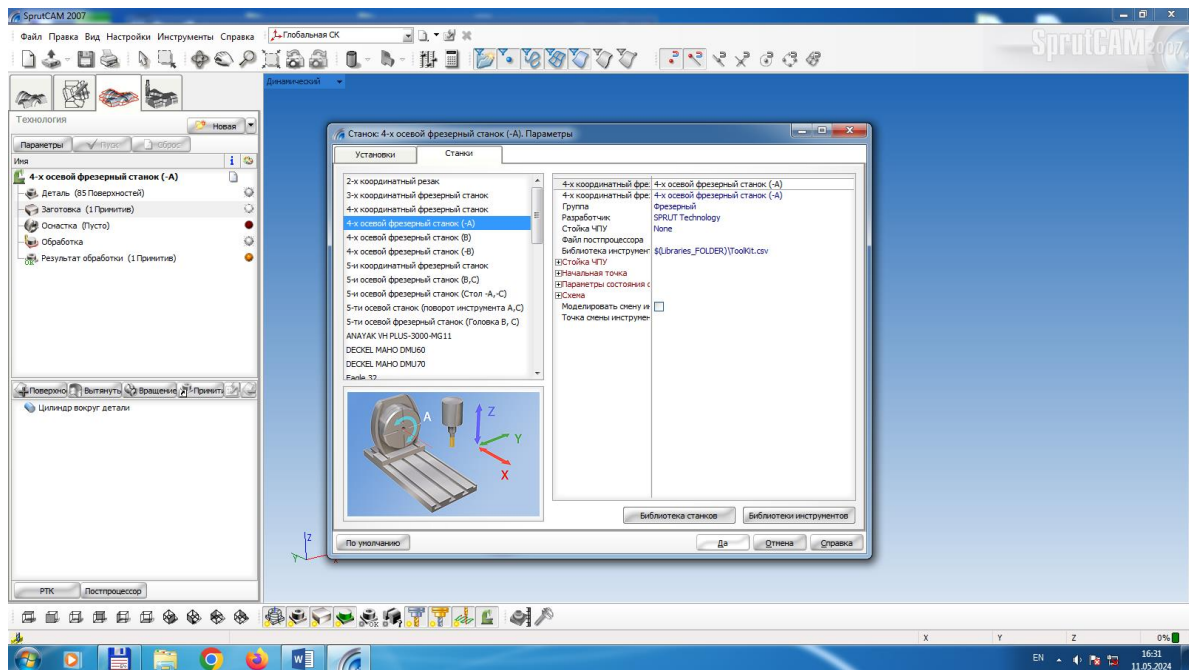 SprutCAM 2007
Файл Правка Вид Настройки Инструменты Справка
Глобальная СК
SprutCAM 2007
Динамический
Технология
Новая
Параметры Пуск Сброс
Имя
4-х осевой фрезерный станок (-А)
Деталь (85 Поверхностей)
Заготовка (1 Примитив)
Оснастка (Пусто)
Обработка
Результат обработки (1 Примитив)
Поверхно Вытянуть Вращение Примити
Цилиндр вокруг детали
РТК Постпроцессор
Станок: 4-х осевой фрезерный станок (-А). Параметры
Установки Станки
2-х координатный резак
3-х координатный фрезерный станок
4-х координатный фрезерный станок
4-х осевой фрезерный станок (-А)
4-х осевой фрезерный станок (В)
4-х осевой фрезерный станок (-В)
5-и координатный фрезерный станок
5-и осевой фрезерный станок (В,С)
5-и осевой фрезерный станок (Стол -А,-С)
5-ти осевой станок (поворот инструмента А,С)
5-ти осевой фрезерный станок (Головка В, С)
ANAYAK VH PLUS-3000-MG11
DECKEL MAHO DMU60
DECKEL MAHO DMU70
Eagle 32
A Z Y X
4-х координатный фре: 4-х осевой фрезерный станок (-А)
4-х координатный фре: 4-х осевой фрезерный станок (-А)
Группа Фрезерный
Разработчик SPRUT Technology
Стойка ЧПУ None
Файл постпроцессора
Библиотека инструмен $(Libraries_FOLDER)\ToolKit.csv
Стойка ЧПУ
Начальная точка
Параметры состояния с
Схема
Моделировать смену и
Точка смены инструмен
Библиотека станков Библиотеки инструментов
По умолчанию Да Отмена Справка
Z
Y X
X Y Z 0%
EN 16:31
11.05.2024